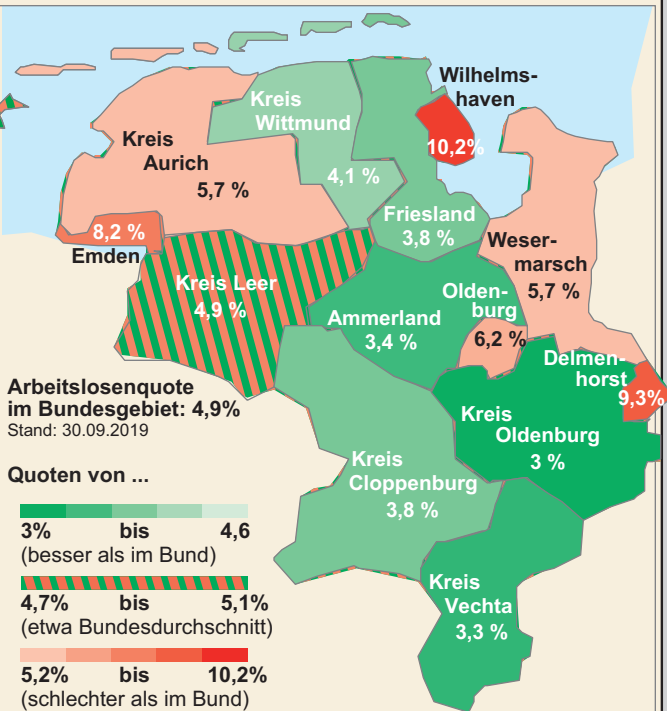 Wilhelms-
haven
10,2%
Kreis
Wittmund
4,1 %
Kreis
Aurich
5,7 %
Friesland
3,8 %
8,2 %
Emden
Weser-
marsch
5,7 %
Kreis Leer
4,9 %
Olden-
burg
6,2 %
Ammerland
3,4 %
Delmen-
horst
9,3%
Arbeitslosenquote
im Bundesgebiet: 4,9%
Stand: 30.09.2019
Kreis
Oldenburg
3 %
Kreis
Cloppenburg
3,8 %
Kreis
Vechta
3,3 %
Quoten von ...
3% bis 4,6
(besser als im Bund)
4,7% bis 5,1%
(etwa Bundesdurchschnitt)
5,2% bis 10,2%
(schlechter als im Bund)